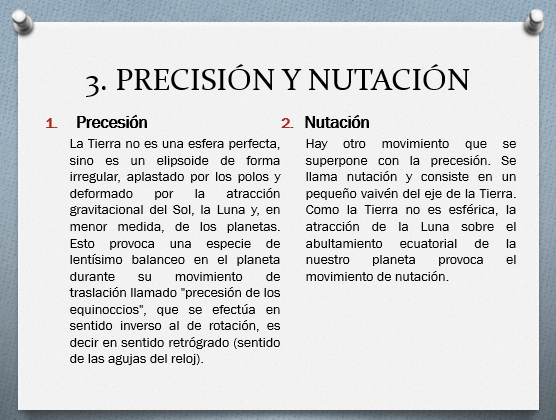 3. PRECISIÓN Y NUTACIÓN
1. Precesión
La Tierra no es una esfera perfecta,
sino es un elipsoide de forma
irregular, aplastado por los polos y
deformado por la atracción
gravitacional del Sol, la Luna y, en
menor medida, de los planetas.
Esto provoca una especie de
lentísimo balanceo en el planeta
durante su movimiento de
traslación llamado "precesión de los
equinoccios", que se efectúa en
sentido inverso al de rotación, es
decir en sentido retrógrado (sentido
de las agujas del reloj).
2. Nutación
Hay otro movimiento que se
superpone con la precesión. Se
llama nutación y consiste en un
pequeño vaivén del eje de la Tierra.
Como la Tierra no es esférica, la
atracción de la Luna sobre el
abultamiento ecuatorial de la
nuestro planeta provoca el
movimiento de nutación.